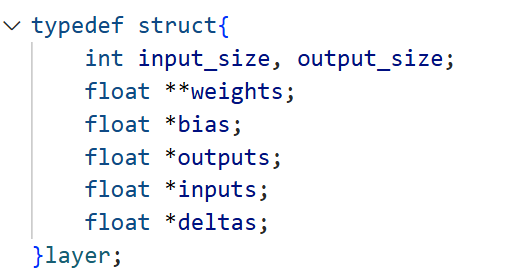 typedef struct{
    int input_size, output_size;
    float **weights;
    float *bias;
    float *outputs;
    float *inputs;
    float *deltas;
}layer;